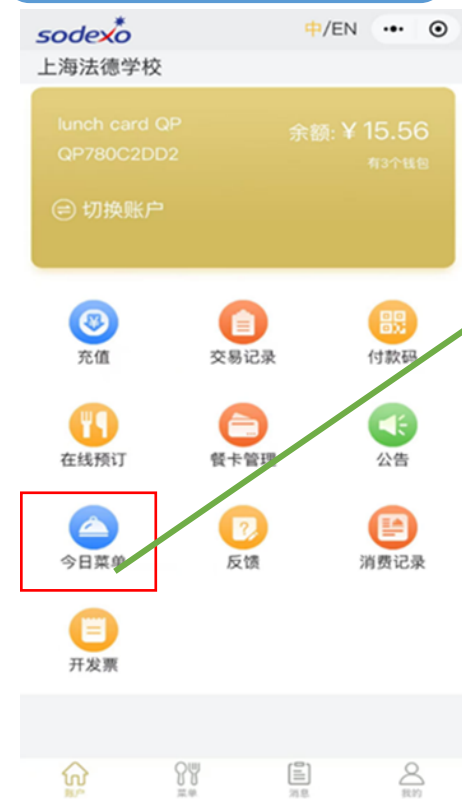 sodexo
中/EN
上海法德学校
lunch card QP
余额: ¥ 15.56
QP780C2DD2
有3个钱包
切换账户
充值
交易记录
付款码
在线预订
餐卡管理
公告
今日菜单
反馈
消费记录
开发票
账户
菜单
消息
我的